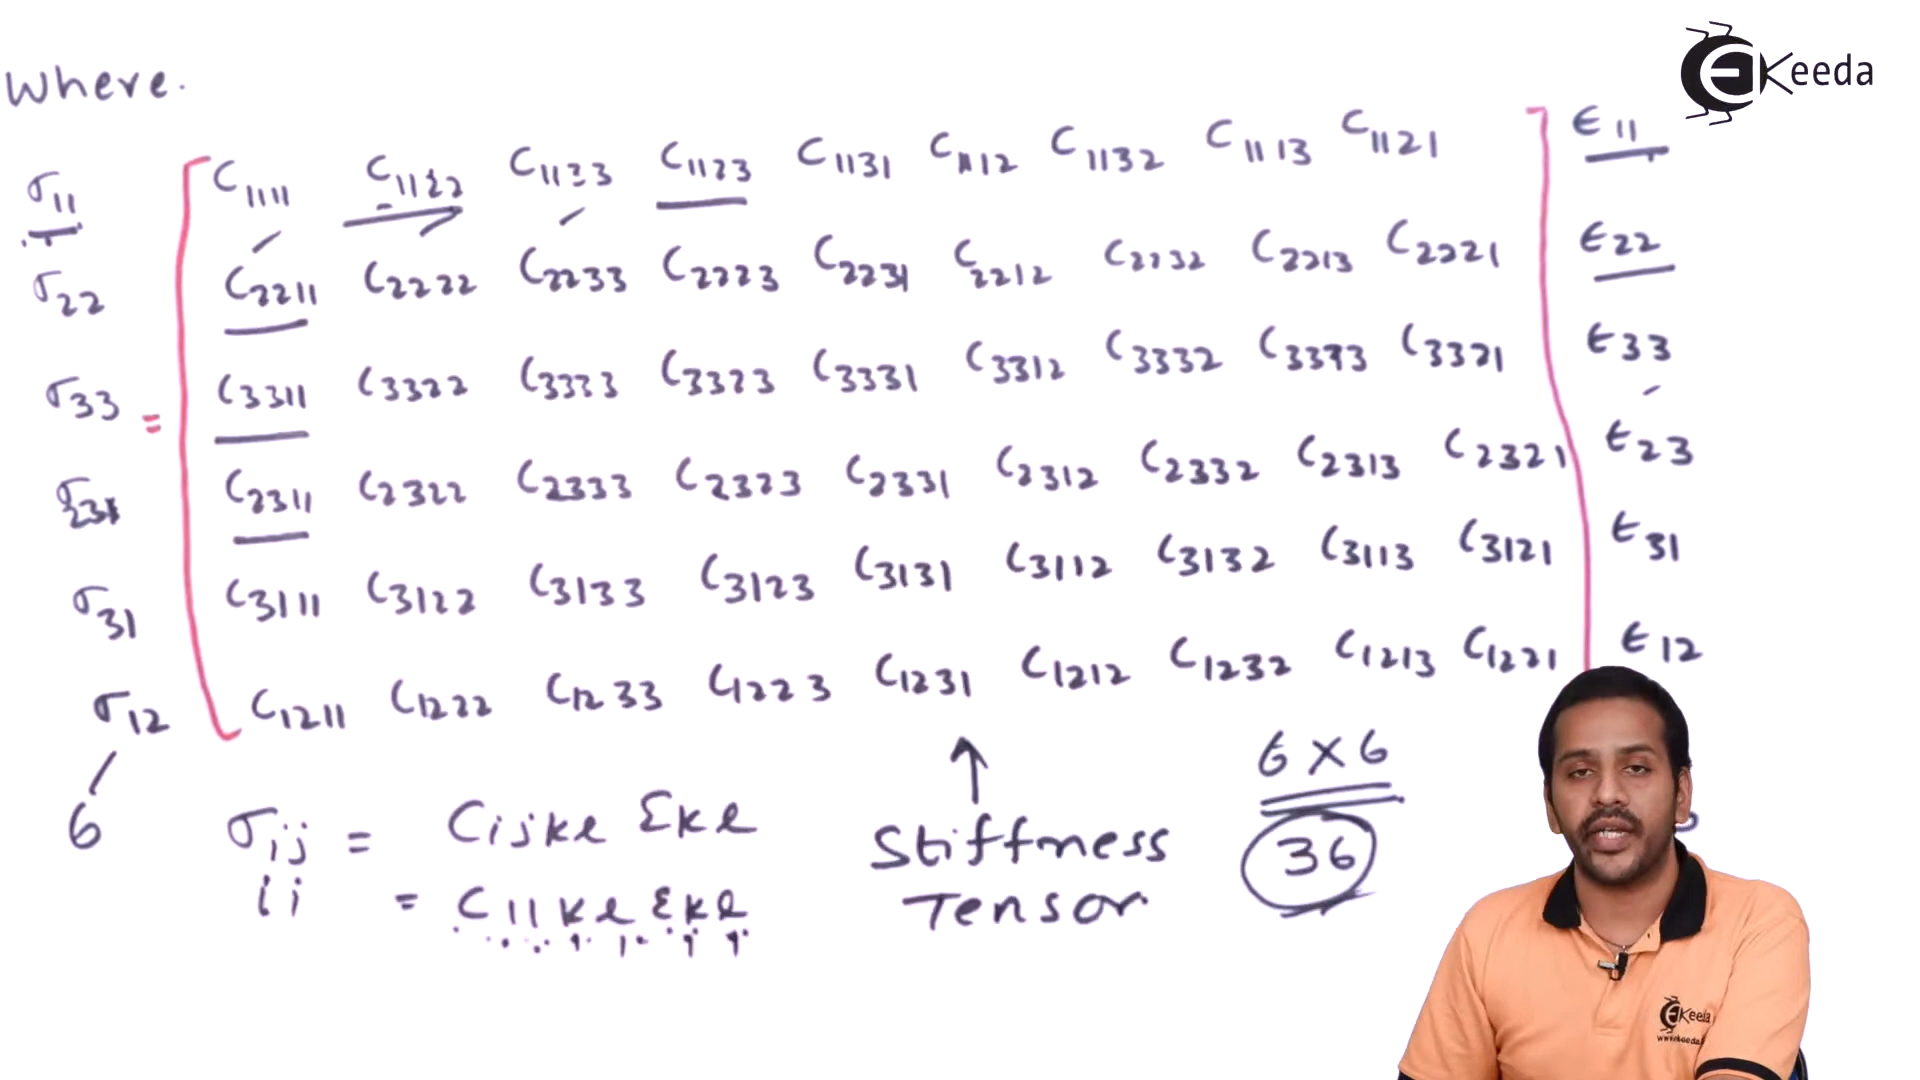 EKeeda
Where.
σ11 C1111 C1122 C1133 C1123 C1131 C1112 C1132 C1113 C1121 ϵ11
σ22 C2211 C2222 C2233 C2223 C2231 C2212 C2232 C2213 C2221 ϵ22
σ33 = C3311 C3322 C3333 C3323 C3331 C3312 C3332 C3313 C3321 ϵ33
C2311 C2322 C2333 C2323 C2331 C2312 C2332 C2313 C2321 ϵ23
σ31 C3111 C3122 C3133 C3123 C3131 C3112 C3132 C3113 C3121 ϵ31
σ12 C1211 C1222 C1233 C1223 C1231 C1212 C1232 C1213 C1221 ϵ12
6
σij = Cijkl Σkl
ii = C11kl Σkl
Stiffness
Tensor
6 X 6
36
EKeeda